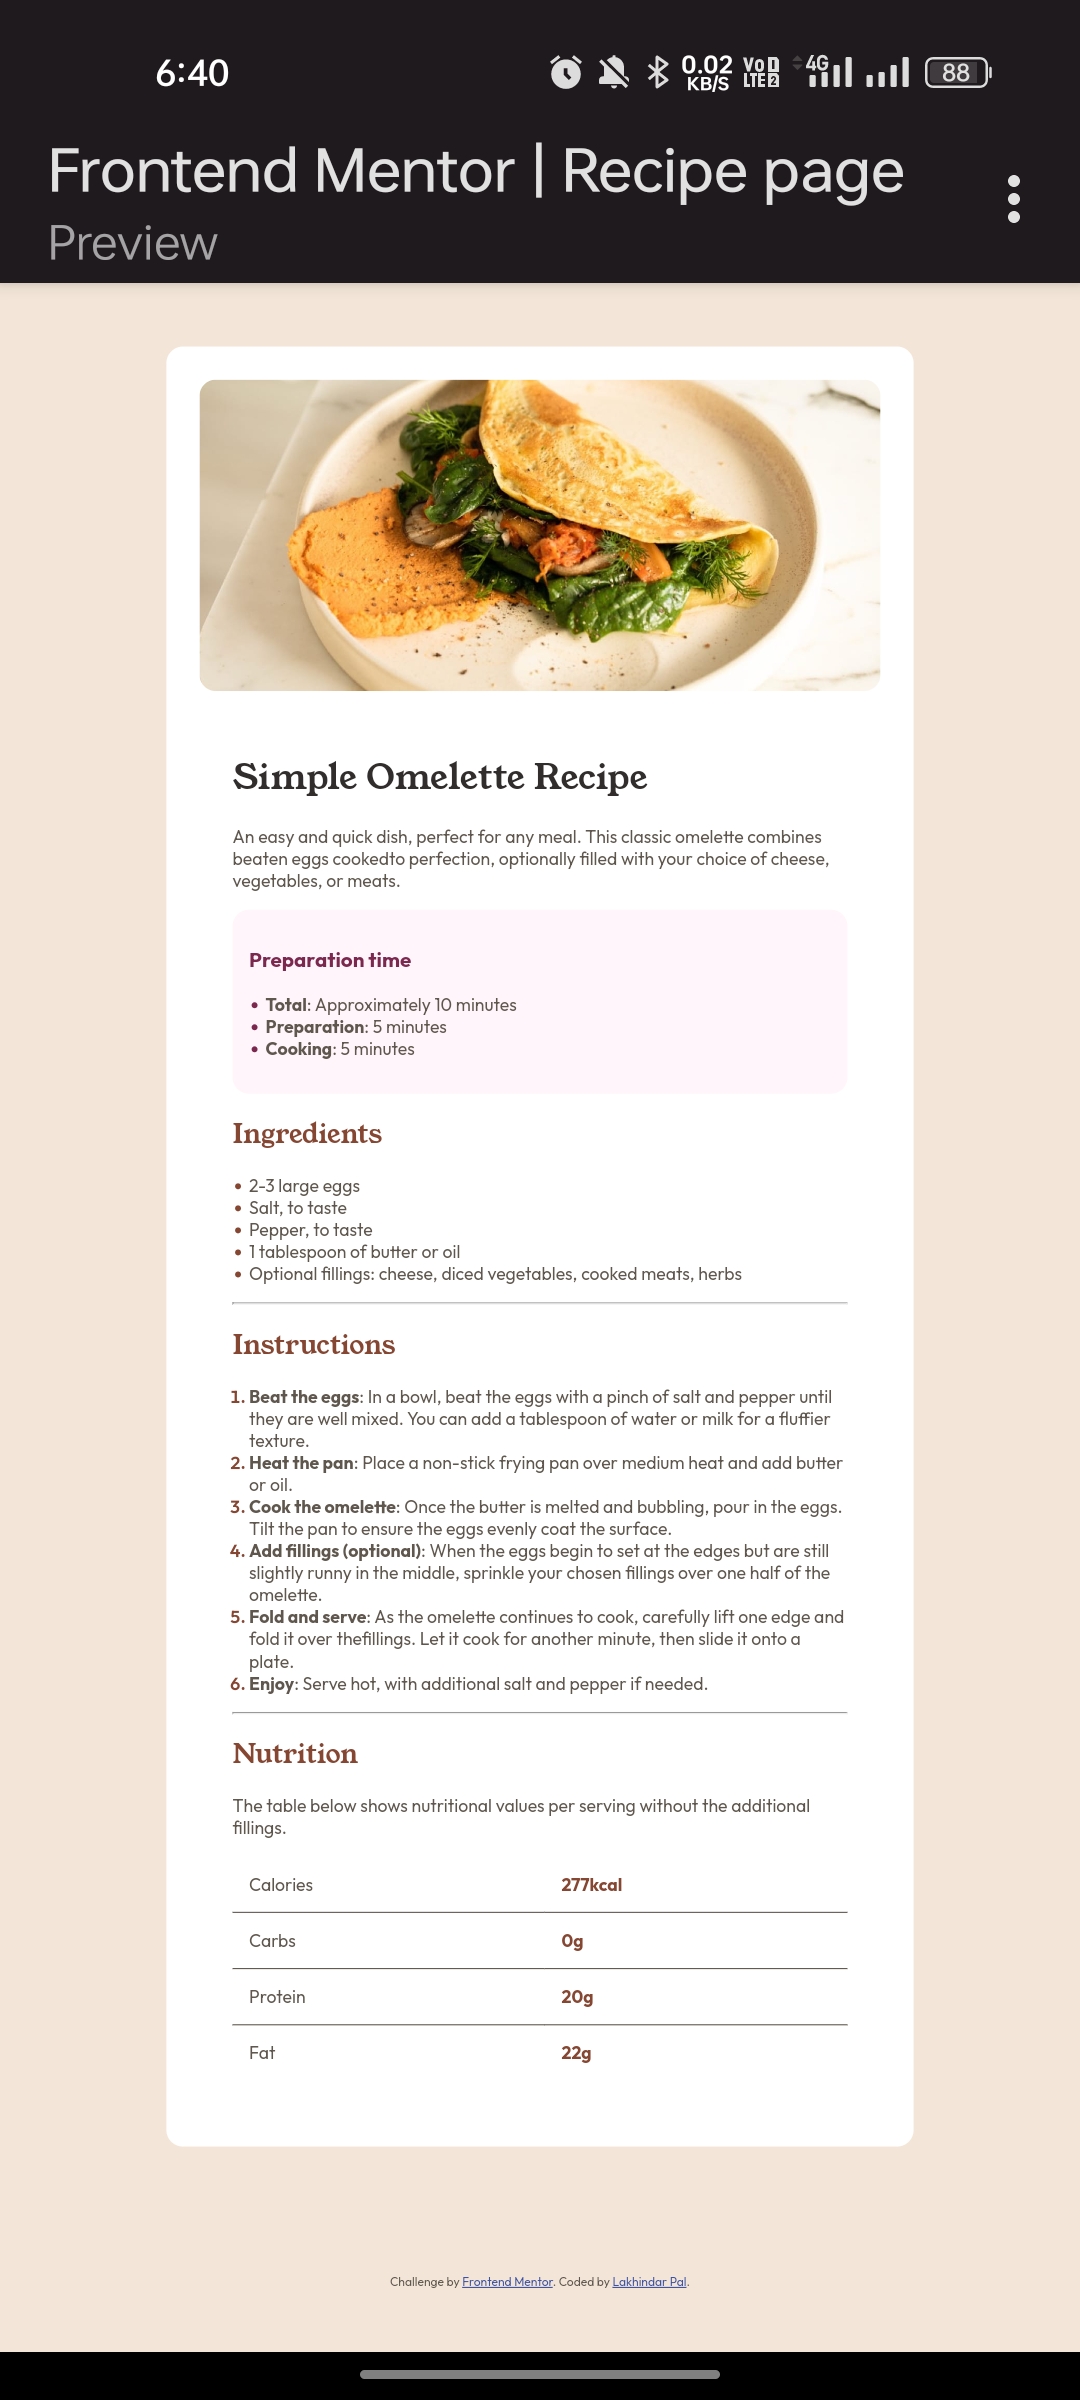 6:40
0.02
KB/S
Vo 1
LTE 2
4G
88
Frontend Mentor | Recipe page
Preview
Simple Omelette Recipe
An easy and quick dish, perfect for any meal. This classic omelette combines
beaten eggs cookedto perfection, optionally filled with your choice of cheese,
vegetables, or meats.
Preparation time
• Total: Approximately 10 minutes
• Preparation: 5 minutes
• Cooking: 5 minutes
Ingredients
• 2-3 large eggs
• Salt, to taste
• Pepper, to taste
• 1 tablespoon of butter or oil
• Optional fillings: cheese, diced vegetables, cooked meats, herbs
Instructions
1. Beat the eggs: In a bowl, beat the eggs with a pinch of salt and pepper until
they are well mixed. You can add a tablespoon of water or milk for a fluffier
texture.
2. Heat the pan: Place a non-stick frying pan over medium heat and add butter
or oil.
3. Cook the omelette: Once the butter is melted and bubbling, pour in the eggs.
Tilt the pan to ensure the eggs evenly coat the surface.
4. Add fillings (optional): When the eggs begin to set at the edges but are still
slightly runny in the middle, sprinkle your chosen fillings over one half of the
omelette.
5. Fold and serve: As the omelette continues to cook, carefully lift one edge and
fold it over thefillings. Let it cook for another minute, then slide it onto a
plate.
6. Enjoy: Serve hot, with additional salt and pepper if needed.
Nutrition
The table below shows nutritional values per serving without the additional
fillings.
Calories 277kcal
Carbs 0g
Protein 20g
Fat 22g
Challenge by Frontend Mentor. Coded by Lakhindar Pal.